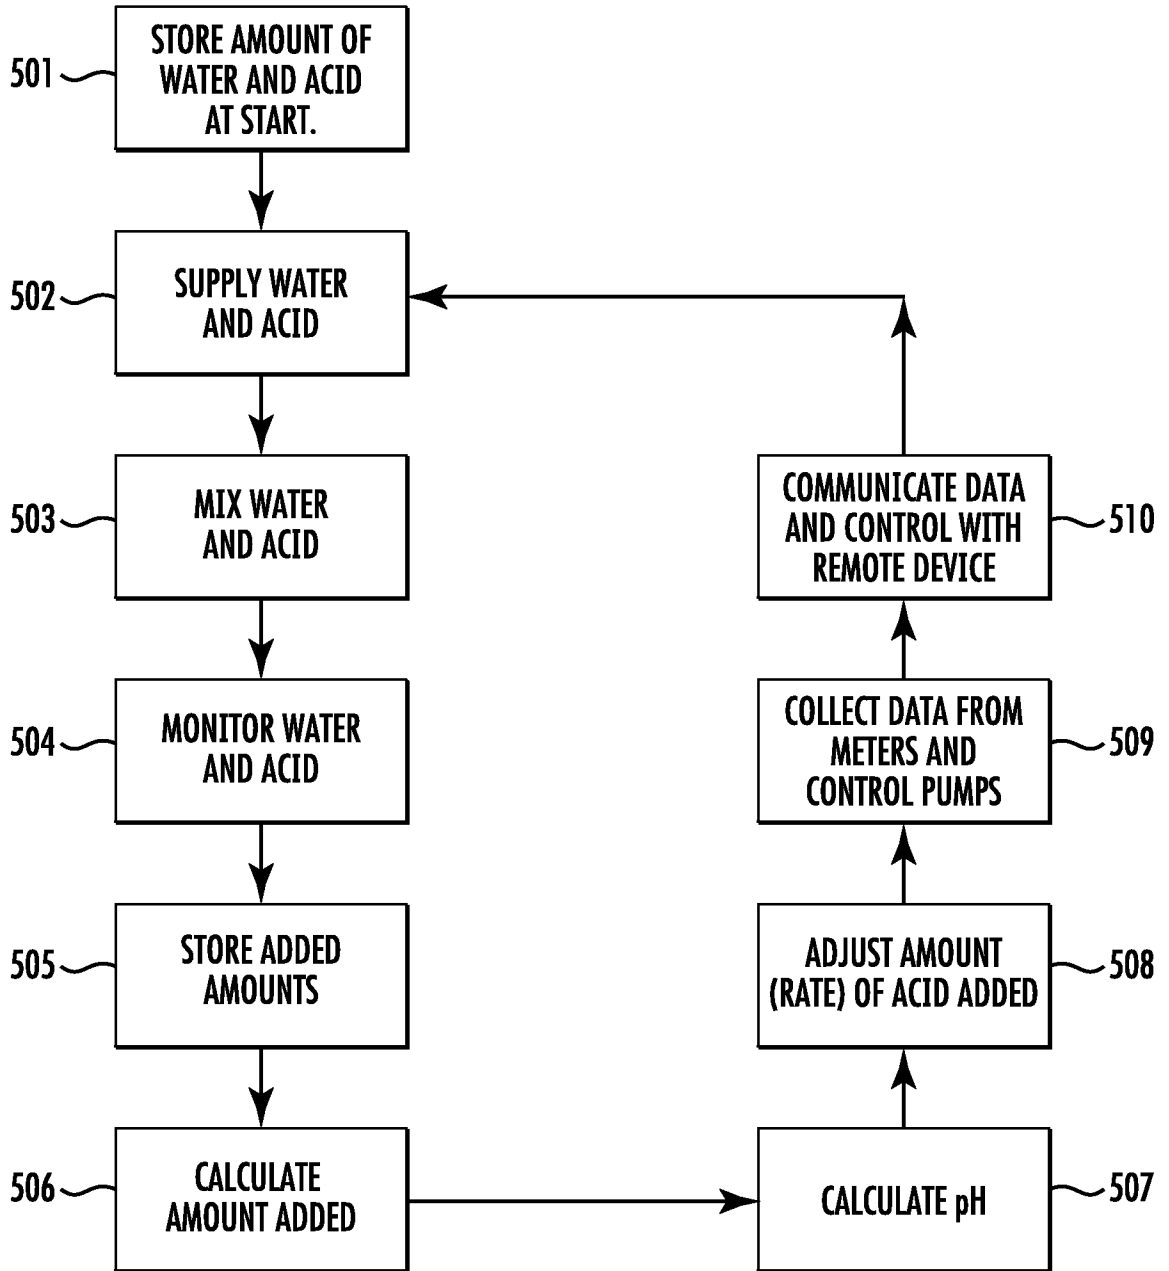 501
STORE AMOUNT OF
WATER AND ACID
AT START.
502
SUPPLY WATER
AND ACID
503
MIX WATER
AND ACID
504
MONITOR WATER
AND ACID
505
STORE ADDED
AMOUNTS
506
CALCULATE
AMOUNT ADDED
CALCULATE pH
507
ADJUST AMOUNT
(RATE) OF ACID ADDED
508
COLLECT DATA FROM
METERS AND
CONTROL PUMPS
509
COMMUNICATE DATA
AND CONTROL WITH
REMOTE DEVICE
510